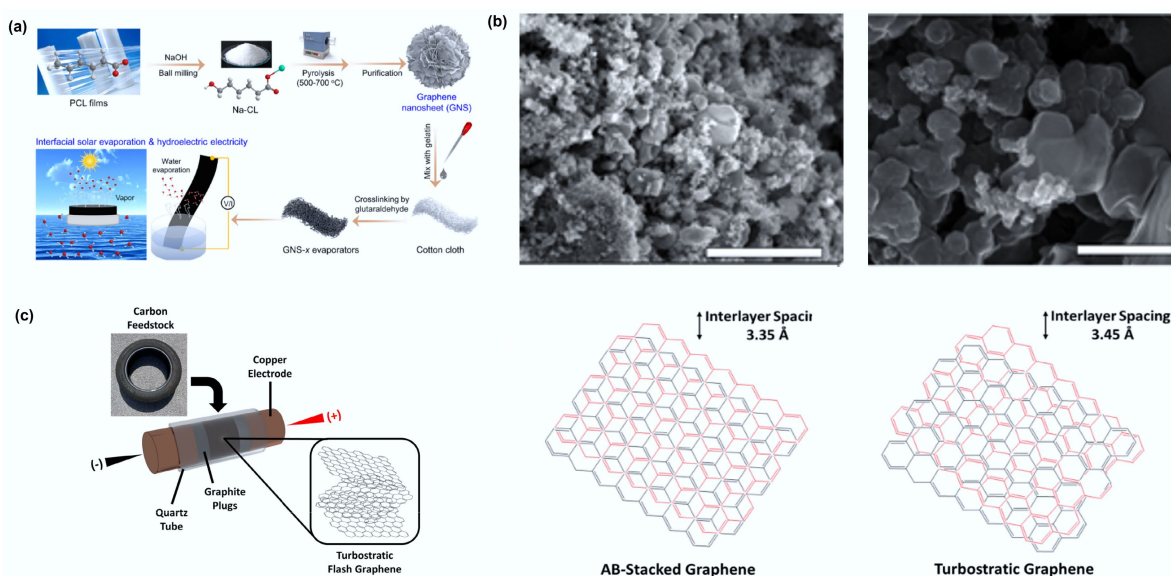 (a)
PCL films
NaOH
Ball milling
Na-CL
Pyrolysis
(500-700 °C)
Purification
Graphene
nanosheet (GNS)
Mix with gelatin
Cotton cloth
Crosslinking by
glutaraldehyde
GNS-x evaporators
Interfacial solar evaporation & hydroelectric electricity
Vapor
Water
evaporation
V/I
(b)
(c)
Carbon
Feedstock
Copper
Electrode
(+)
(-)
Quartz
Tube
Graphite
Plugs
Turbostratic
Flash Graphene
Interlayer Spaci
3.35 Å
AB-Stacked Graphene
Interlayer Spacing
3.45 Å
Turbostratic Graphene